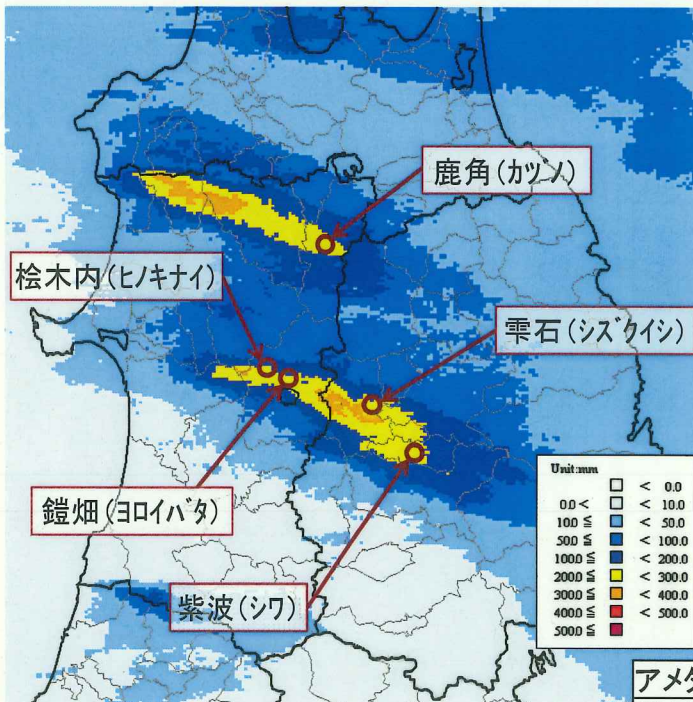 鹿角(カツノ)
桧木内(ヒノキナイ)
雫石(シズクイシ)
鎧畑(ヨロイバタ)
紫波(シワ)
Unit:mm
< 0.0
0.0 < < 10.0
10.0 ≦ < 50.0
50.0 ≦ < 100.0
100.0 ≦ < 200.0
200.0 ≦ < 300.0
300.0 ≦ < 400.0
400.0 ≦ < 500.0
500.0 ≦
アメダ